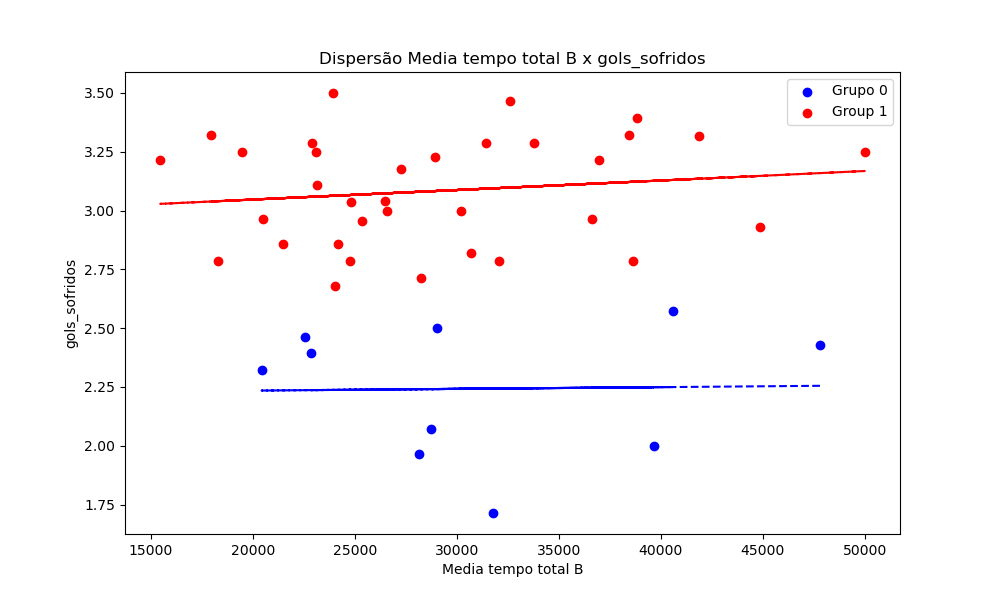 Dispersão Media tempo total B x gols_sofridos
Grupo 0
Group 1
gols_sofridos
3.50
3.25
3.00
2.75
2.50
2.25
2.00
1.75
15000 20000 25000 30000 35000 40000 45000 50000
Media tempo total B